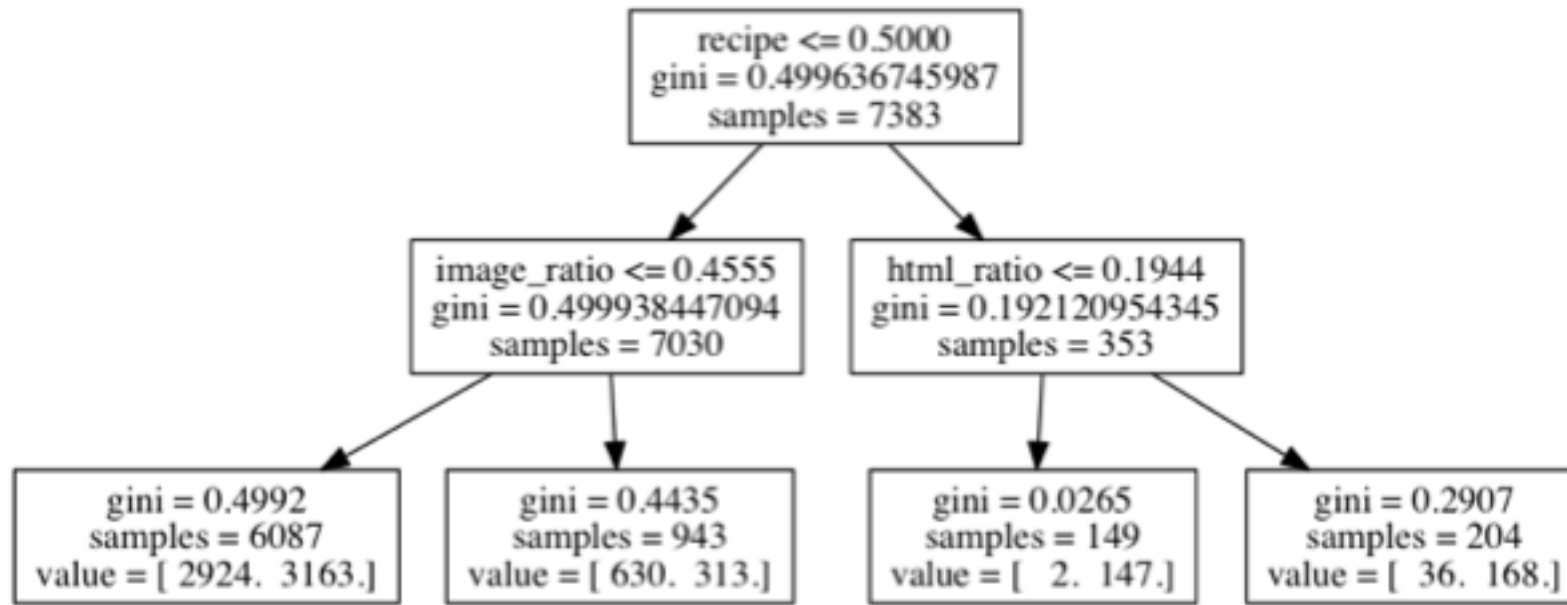 recipe <= 0.5000
gini = 0.499636745987
samples = 7383
image_ratio <= 0.4555
gini = 0.499938447094
samples = 7030
html_ratio <= 0.1944
gini = 0.192120954345
samples = 353
gini = 0.4992
samples = 6087
value = [ 2924. 3163.]
gini = 0.4435
samples = 943
value = [ 630. 313.]
gini = 0.0265
samples = 149
value = [ 2. 147.]
gini = 0.2907
samples = 204
value = [ 36. 168.]